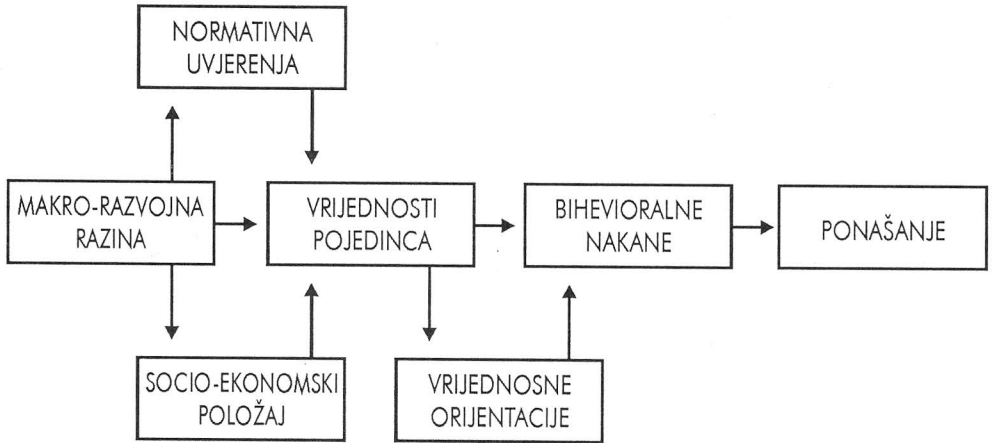 NORMATIVNA
UVJERENJA
MAKRO-RAZVOJNA
RAZINA
VRIJEDNOSTI
POJEDINCA
BIHEVIORALNE
NAKANE
PONAŠANJE
SOCIO-EKONOMSKI
POLOŽAJ
VRIJEDNOSNE
ORIJENTACIJE